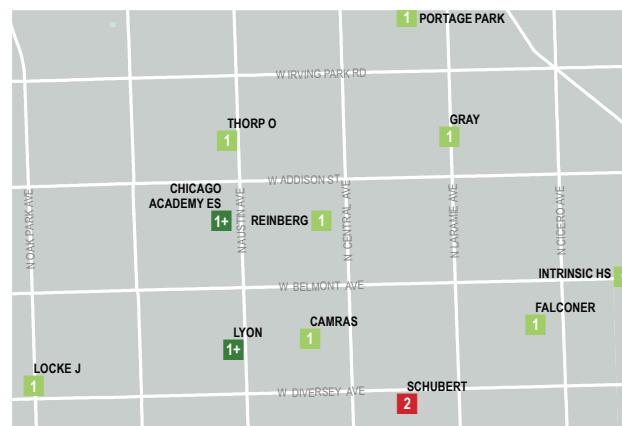 1 PORTAGE PARK
W IRVING PARK RD
THORP O
1
GRAY
1
W ADDISON ST
CHICAGO
ACADEMY ES
1+
REINBERG 1
N OAK PARK AVE
N AUSTIN AVE
N CENTRAL AVE
N LARAMIE AVE
N CICERO AVE
INTRINSIC HS
W BELMONT AVE
FALCONER
1
CAMRAS
1
LYON
1+
LOCKE J
1
W DIVERSEY AVE
SCHUBERT
2